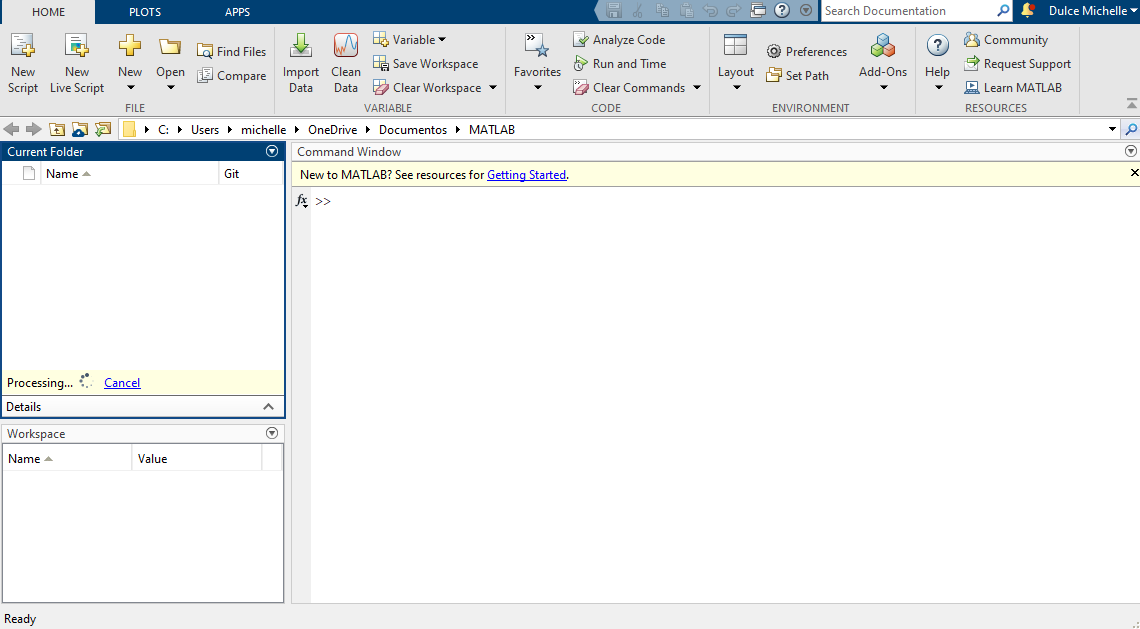 HOME PLOTS APPS Search Documentation Dulce Michelle
New Script
New Live Script
New
Open
Find Files
Compare
FILE
Import Data
Clean Data
Variable
Save Workspace
Clear Workspace
VARIABLE
Favorites
Analyze Code
Run and Time
Clear Commands
CODE
Layout
Preferences
Set Path
Add-Ons
ENVIRONMENT
Help
Community
Request Support
Learn MATLAB
RESOURCES
C: Users michelle OneDrive Documentos MATLAB
Current Folder
Name Git
Processing... Cancel
Details
Workspace
Name Value
Command Window
New to MATLAB? See resources for Getting Started.
fx >>
Ready